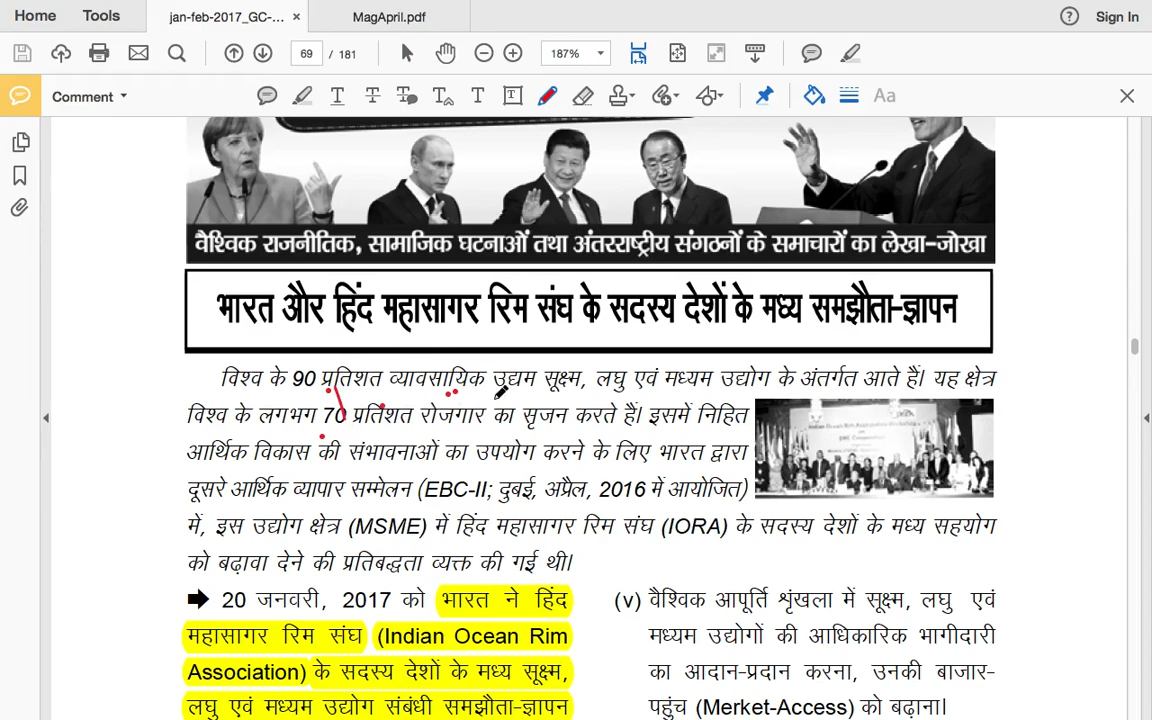 Home Tools jan-feb-2017_GC-... × MagApril.pdf ? Sign In
69 / 181 187%
Comment T T T T T T Aa
वैश्विक राजनीतिक, सामाजिक घटनाओं तथा अंतरराष्ट्रीय संगठनों के समाचारों का लेखा-जोखा
भारत और हिंद महासागर रिम संघ के सदस्य देशों के मध्य समझौता-ज्ञापन
विश्व के 90 प्रतिशत व्यावसायिक उद्यम सूक्ष्म, लघु एवं मध्यम उद्योग के अंतर्गत आते हैं। यह क्षेत्र
विश्व के लगभग 70 प्रतिशत रोजगार का सृजन करते हैं। इसमें निहित
आर्थिक विकास की संभावनाओं का उपयोग करने के लिए भारत द्वारा
दूसरे आर्थिक व्यापार सम्मेलन (EBC-II; दुबई, अप्रैल, 2016 में आयोजित)
में, इस उद्योग क्षेत्र (MSME) में हिंद महासागर रिम संघ (IORA) के सदस्य देशों के मध्य सहयोग
को बढ़ावा देने की प्रतिबद्धता व्यक्त की गई थी।
➡ 20 जनवरी, 2017 को भारत ने हिंद
महासागर रिम संघ (Indian Ocean Rim
Association) के सदस्य देशों के मध्य सूक्ष्म,
लघु एवं मध्यम उद्योग संबंधी समझौता-ज्ञापन
(v) वैश्विक आपूर्ति शृंखला में सूक्ष्म, लघु एवं
मध्यम उद्योगों की आधिकारिक भागीदारी
का आदान-प्रदान करना, उनकी बाजार-
पहुंच (Merket-Access) को बढ़ाना।